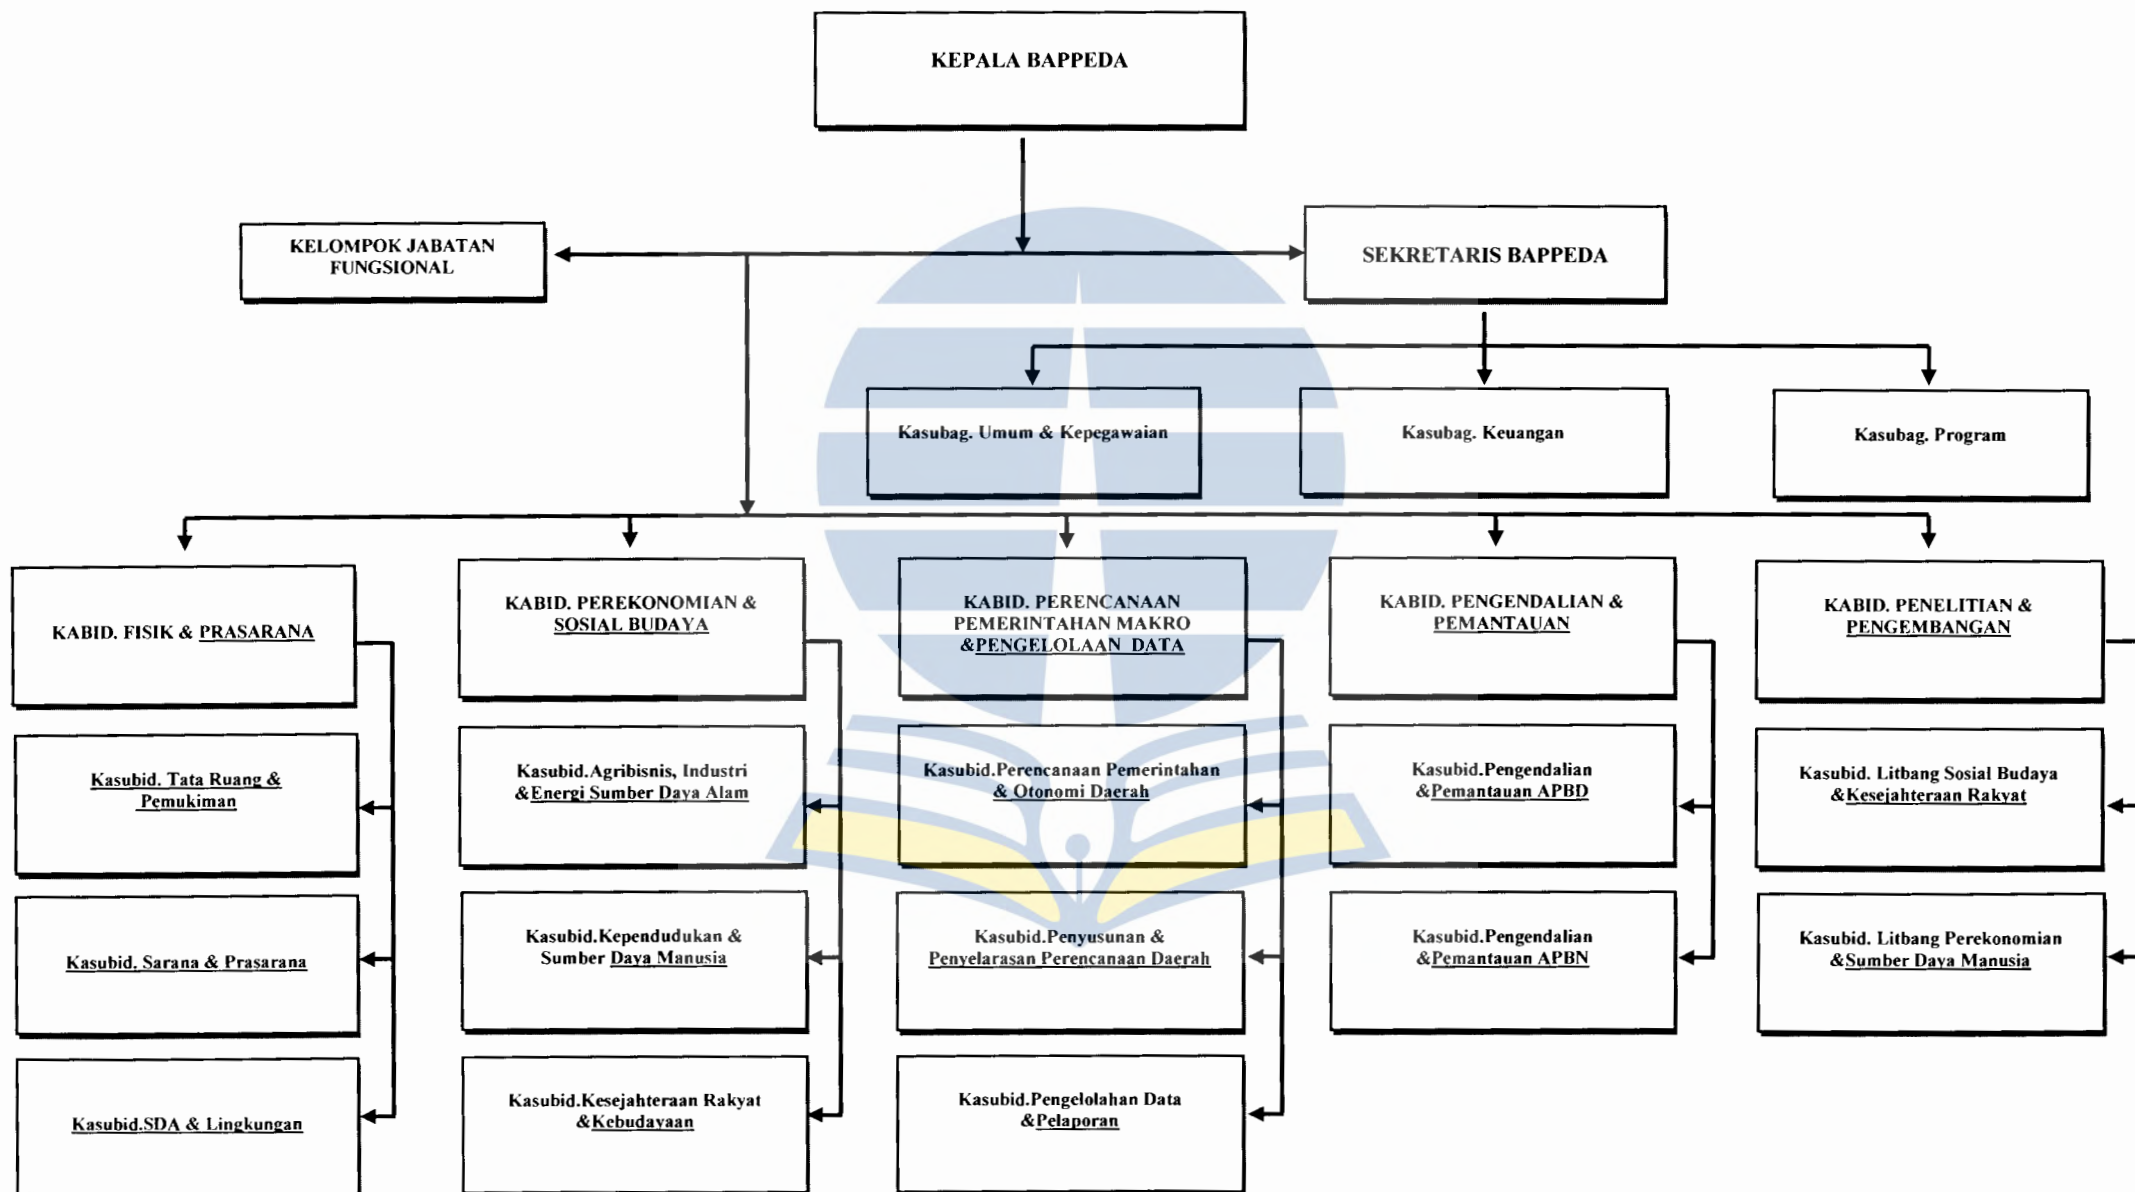 KEPALA BAPPEDA
KELOMPOK JABATAN
FUNGSIONAL
SEKRETARIS BAPPEDA
Kasubag. Umum & Kepegawaian
Kasubag. Keuangan
Kasubag. Program
KABID. FISIK & PRASARANA
KABID. PEREKONOMIAN &
SOSIAL BUDAYA
KABID. PERENCANAAN
PEMERINTAHAN MAKRO
&PENGELOLAAN DATA
KABID. PENGENDALIAN &
PEMANTAUAN
KABID. PENELITIAN &
PENGEMBANGAN
Kasubid. Tata Ruang &
Pemukiman
Kasubid.Agribisnis, Industri
&Energi Sumber Daya Alam
Kasubid.Perencanaan Pemerintahan
& Otonomi Daerah
Kasubid.Pengendalian
&Pemantauan APBD
Kasubid. Litbang Sosial Budaya
&Kesejahteraan Rakyat
Kasubid. Sarana & Prasarana
Kasubid.Kependudukan &
Sumber Daya Manusia
Kasubid.Penyusunan &
Penyelarasan Perencanaan Daerah
Kasubid.Pengendalian
&Pemantauan APBN
Kasubid. Litbang Perekonomian
&Sumber Daya Manusia
Kasubid.SDA & Lingkungan
Kasubid.Kesejahteraan Rakyat
&Kebudayaan
Kasubid.Pengelolahan Data
&Pelaporan